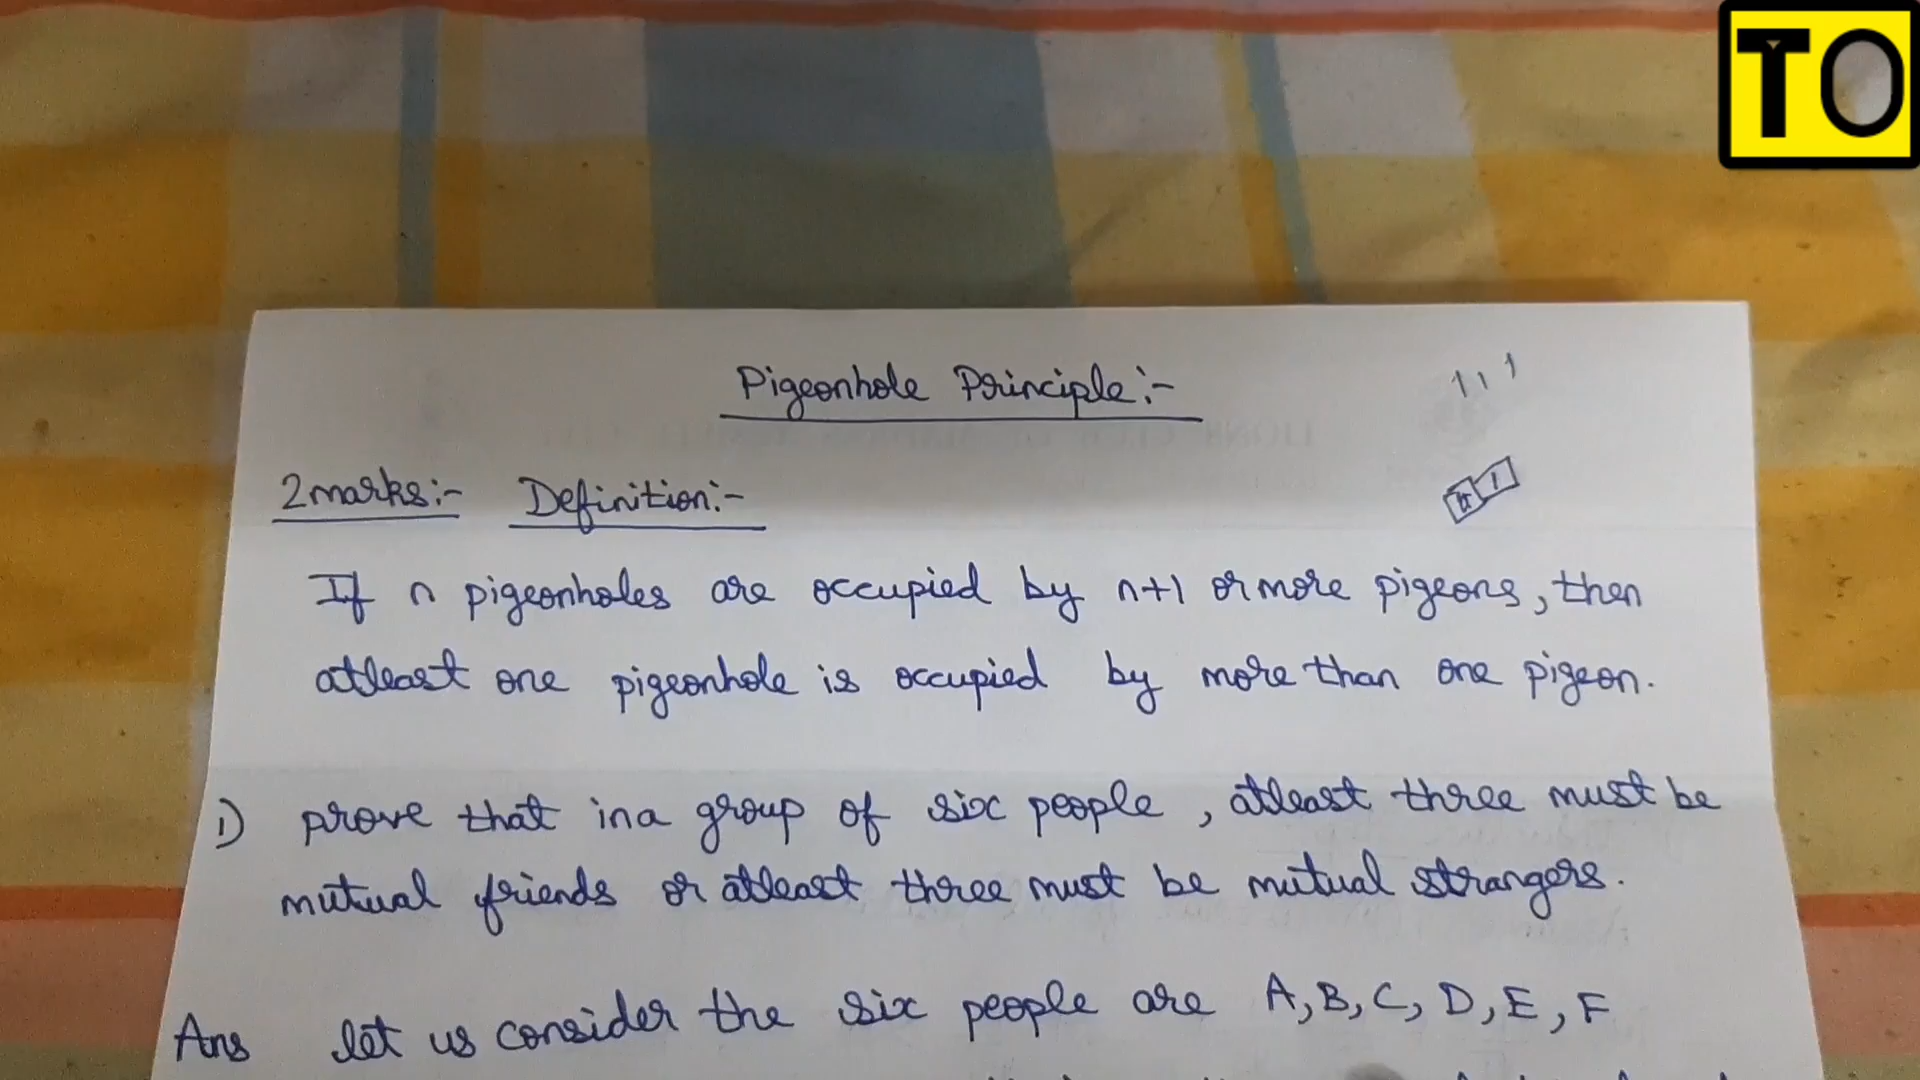 TO
Pigeonhole Principle:-
2marks:- Definition:-
If n pigeonholes are occupied by n+1 or more pigeons, then
atleast one pigeonhole is occupied by more than one pigeon.
1) prove that in a group of six people, atleast three must be
mutual friends or atleast three must be mutual strangers.
Ans let us consider the six people are A, B, C, D, E, F